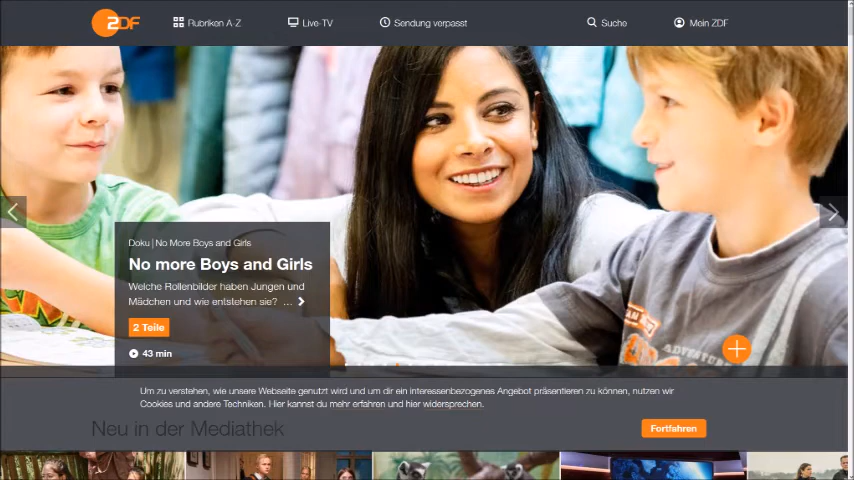 ZDF
Rubriken A-Z
Live-TV
Sendung verpasst
Suche
Mein ZDF
Doku | No More Boys and Girls
No more Boys and Girls
Welche Rollenbilder haben Jungen und
Mädchen und wie entstehen sie? ...
2 Teile
43 min
ADVENTURE
Um zu verstehen, wie unsere Webseite genutzt wird und um dir ein interessenbezogenes Angebot präsentieren zu können, nutzen wir
Cookies und andere Techniken. Hier kannst du mehr erfahren und hier widersprechen.
Fortfahren
Neu in der Mediathek